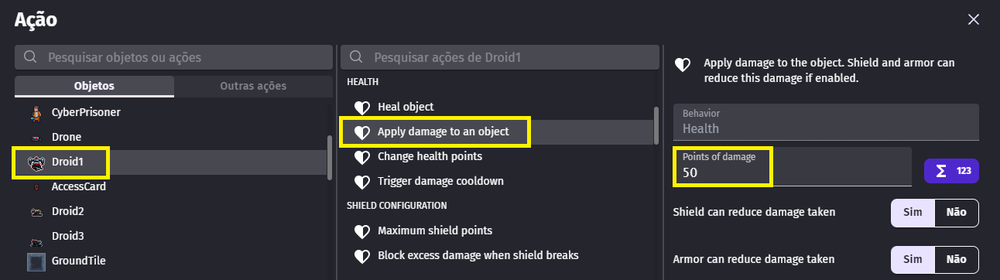 Ação
Pesquisar objetos ou ações
Objetos
Outras ações
CyberPrisoner
Drone
Droid1
AccessCard
Droid2
Droid3
GroundTile
Pesquisar ações de Droid1
HEALTH
Heal object
Apply damage to an object
Change health points
Trigger damage cooldown
SHIELD CONFIGURATION
Maximum shield points
Block excess damage when shield breaks
Apply damage to the object. Shield and armor can
reduce this damage if enabled.
Behavior
Health
Points of damage
50
Σ 123
Shield can reduce damage taken
Sim Não
Armor can reduce damage taken
Sim Não